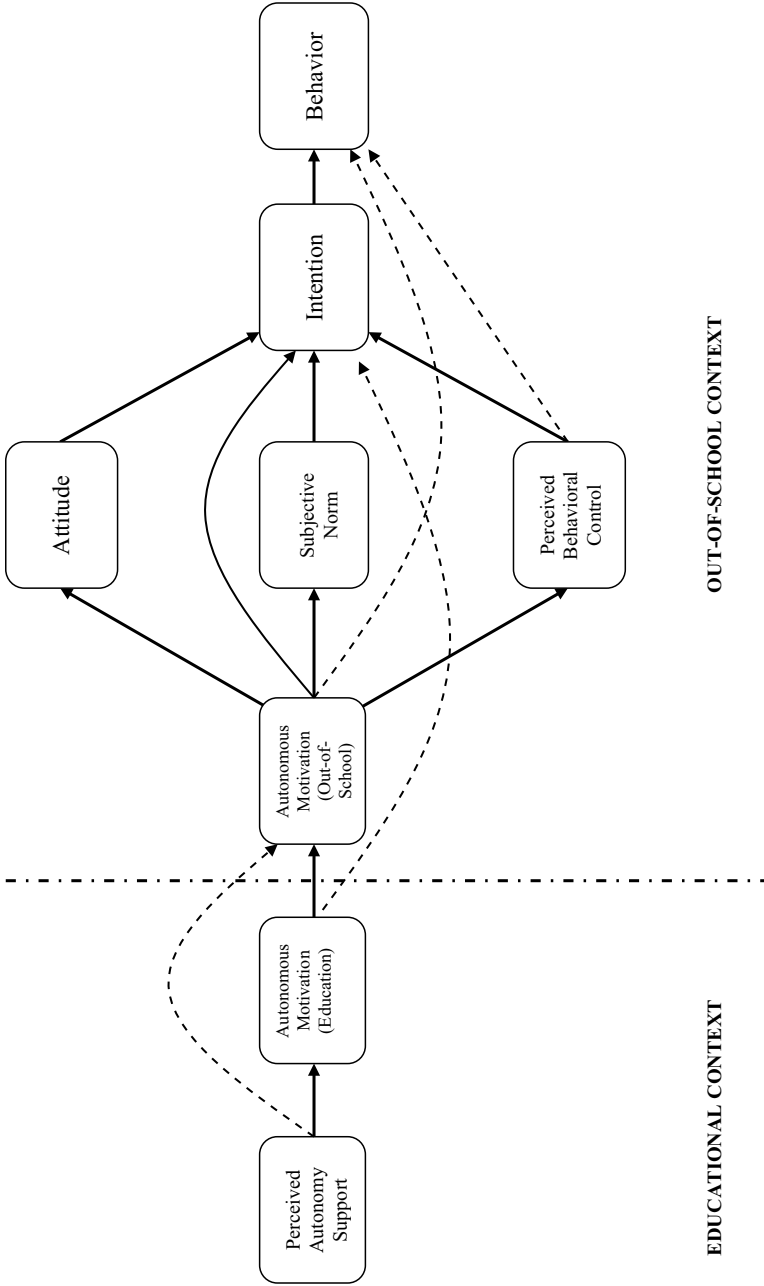 Perceived
Autonomy
Support
Autonomous
Motivation
(Education)
Autonomous
Motivation
(Out-of-
School)
Attitude
Subjective
Norm
Perceived
Behavioral
Control
Intention
Behavior
EDUCATIONAL CONTEXT
OUT-OF-SCHOOL CONTEXT